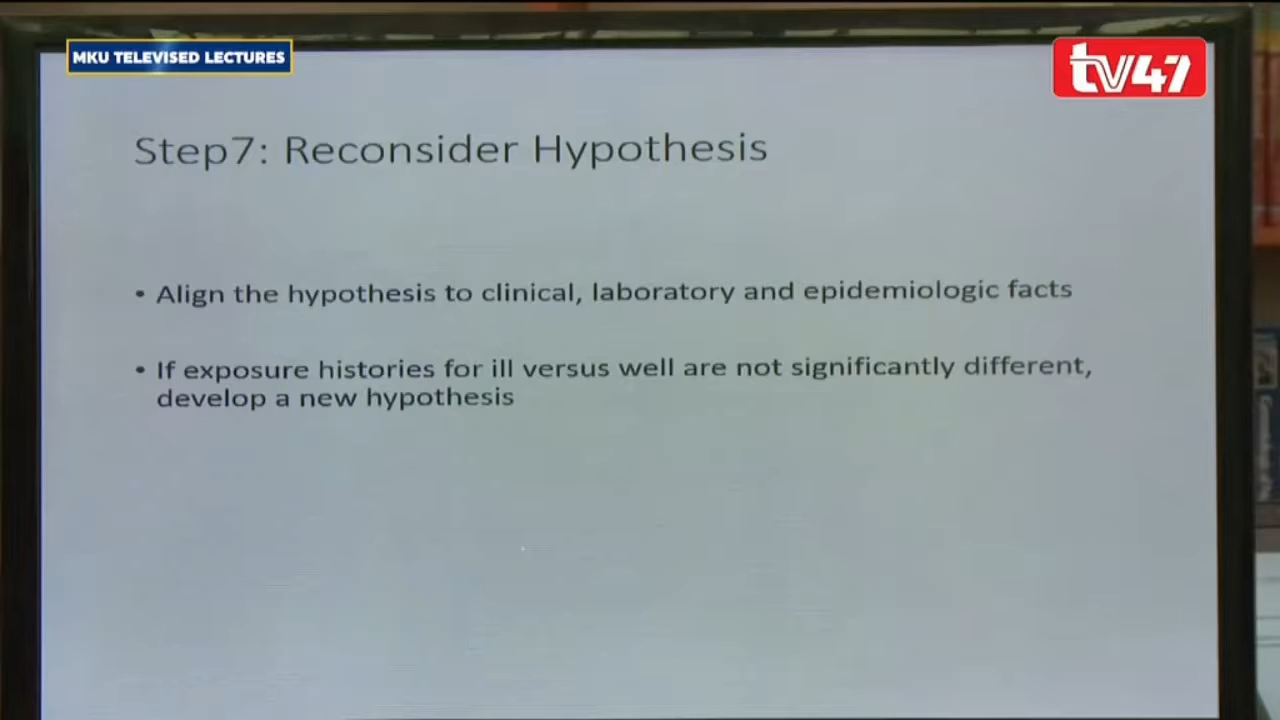 MKU TELEVISED LECTURES
tv47
Step7: Reconsider Hypothesis
• Align the hypothesis to clinical, laboratory and epidemiologic facts
• If exposure histories for ill versus well are not significantly different,
develop a new hypothesis